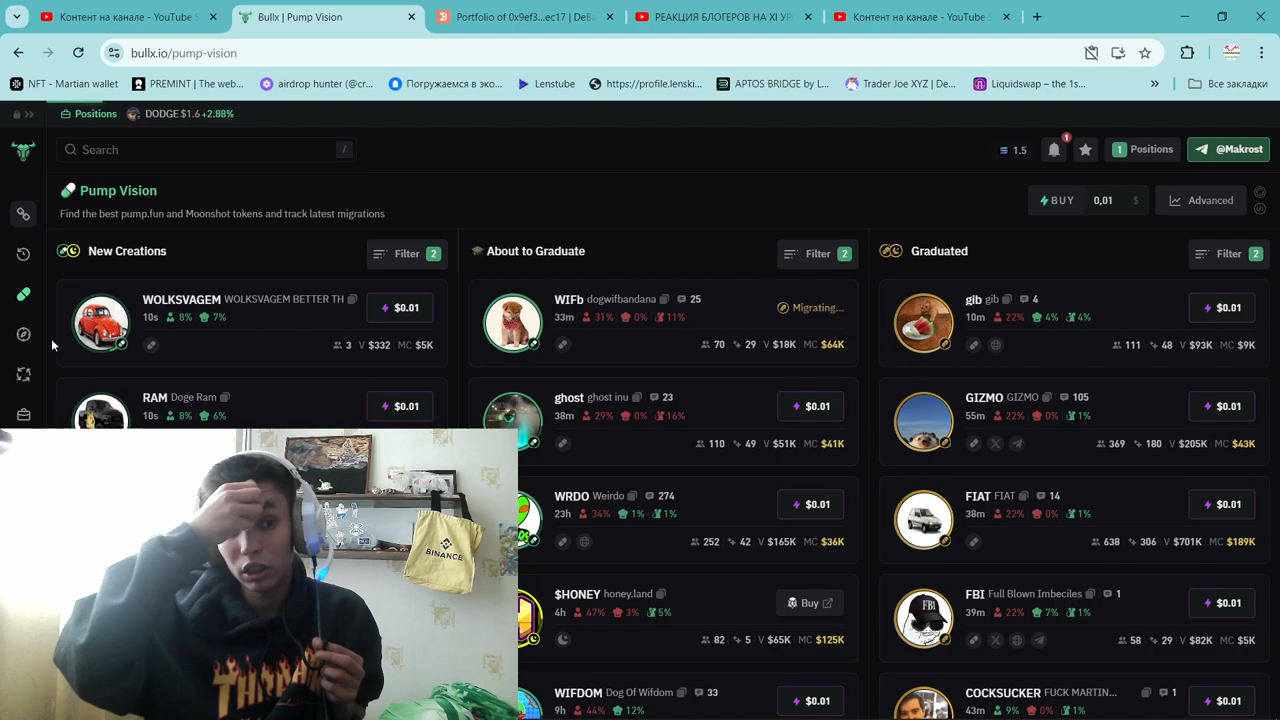 Контент на канале - YouTube S
Bullx | Pump Vision
Portfolio of 0x9ef3...ec17 | DeBa
РЕАКЦИЯ БЛОГЕРОВ НА XI УР
Контент на канале - YouTube S
bullx.io/pump-vision
NFT - Martian wallet
PREMINT | The web...
airdrop hunter (@cr...
Погружаемся в эко...
Lenstube
https://profile.lenski...
APTOS BRIDGE by L...
Trader Joe XYZ | De...
Liquidswap – the 1s...
Все закладки
Positions
DODGE $1.6 +2.88%
Search /
1.5
1
1 Positions
@Makrost
Pump Vision
Find the best pump.fun and Moonshot tokens and track latest migrations
BUY 0,01 $
Advanced
New Creations
Filter 2
WOLKSVAGEM WOLKSVAGEM BETTER TH
$0.01
10s 8% 7%
3 V $332 MC $5K
RAM Doge Ram
$0.01
10s 8% 6%
About to Graduate
Filter 2
WIFb dogwifbandana 25
Migrating...
33m 31% 0% 11%
70 29 V $18K MC $64K
ghost ghost inu 23
$0.01
38m 29% 0% 16%
110 49 V $51K MC $41K
WRDO Weirdo 274
$0.01
23h 34% 1% 1%
252 42 V $165K MC $36K
$HONEY honey.land
Buy
4h 47% 3% 5%
82 5 V $65K MC $125K
WIFDOM Dog Of Wifdom 33
$0.01
9h 44% 12%
Graduated
Filter 2
gib gib 4
$0.01
10m 22% 4% 4%
111 48 V $93K MC $9K
GIZMO GIZMO 105
$0.01
55m 22% 0% 1%
369 180 V $205K MC $43K
FIAT FIAT 14
$0.01
38m 22% 0% 1%
638 306 V $701K MC $189K
FBI Full Blown Imbeciles 1
$0.01
39m 22% 7% 1%
58 29 V $82K MC $5K
FBI
COCKSUCKER FUCK MARTIN... 1
$0.01
43m 9% 0% 1%
BINANCE